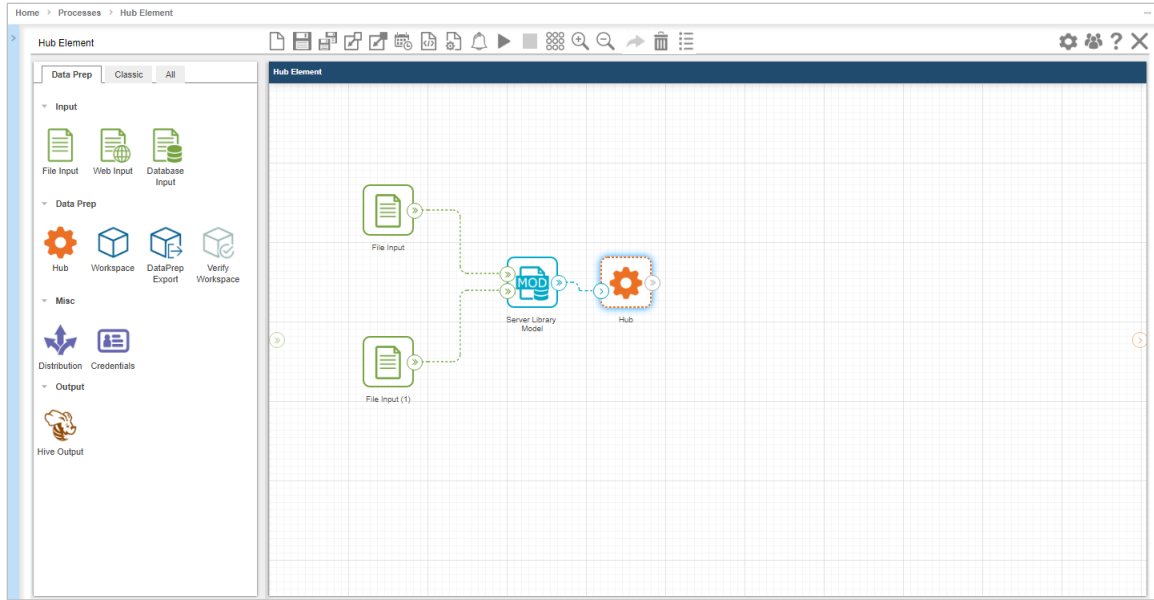 Home > Processes > Hub Element
Hub Element
Data Prep Classic All
Hub Element
Input
File Input Web Input Database Input
Data Prep
Hub Workspace DataPrep Export Verify Workspace
Misc
Distribution Credentials
Output
Hive Output
File Input
MOD
Server Library
Model
Hub
File Input (1)